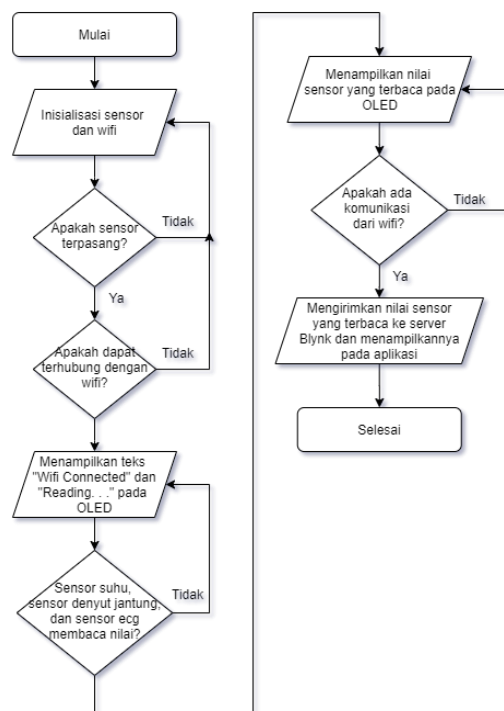 Mulai
Inisialisasi sensor
dan wifi
Apakah sensor
terpasang?
Tidak
Ya
Apakah dapat
terhubung dengan
wifi?
Tidak
Menampilkan teks
"Wifi Connected" dan
"Reading. . ." pada
OLED
Sensor suhu,
sensor denyut jantung,
dan sensor ecg
membaca nilai?
Tidak
Menampilkan nilai
sensor yang terbaca pada
OLED
Apakah ada
komunikasi
dari wifi?
Tidak
Ya
Mengirimkan nilai sensor
yang terbaca ke server
Blynk dan menampilkannya
pada aplikasi
Selesai